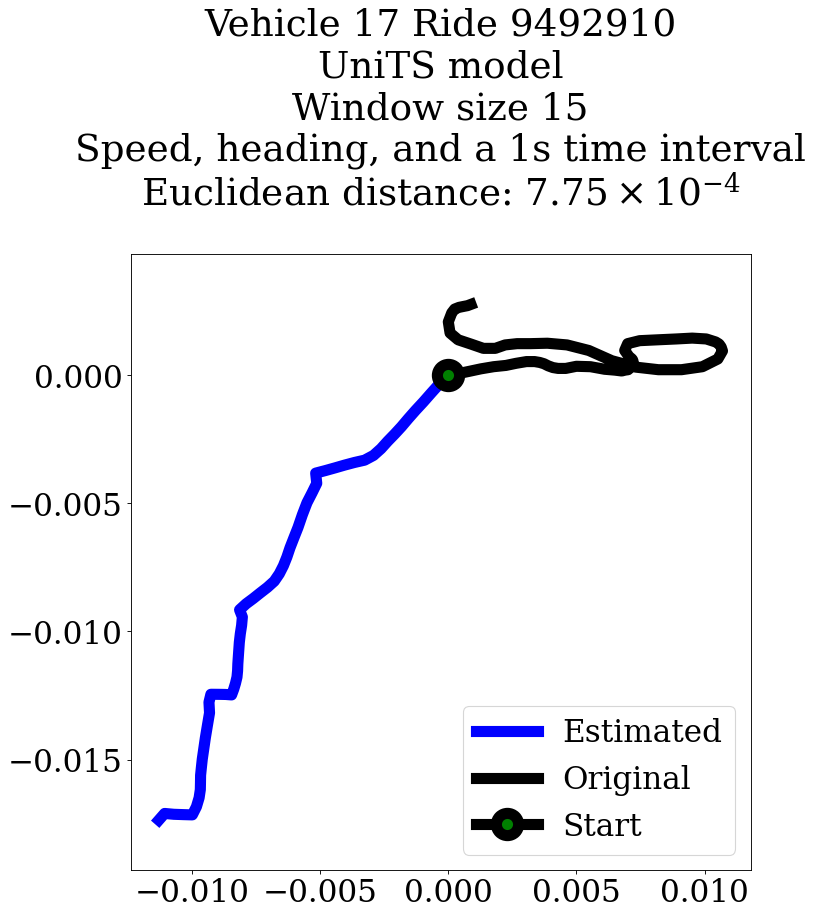 Vehicle 17 Ride 9492910
UniTS model
Window size 15
Speed, heading, and a 1s time interval
Euclidean distance: 7.75 × 10⁻⁴
0.000
−0.005
−0.010
−0.015
Estimated
Original
Start
−0.010 −0.005 0.000 0.005 0.010